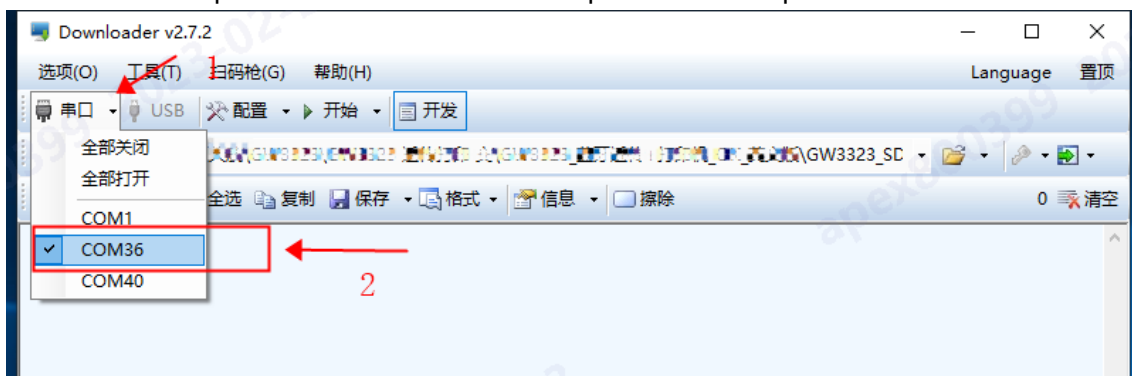 Downloader v2.7.2
选项(O) 工具(T) 扫码枪(G) 帮助(H) Language 置顶
1
串口 USB 配置 开始 开发
全部关闭
\GW3323_SD
全部打开
全选 复制 保存 格式 信息 擦除 0 清空
COM1
COM36
COM40
2
apex80399